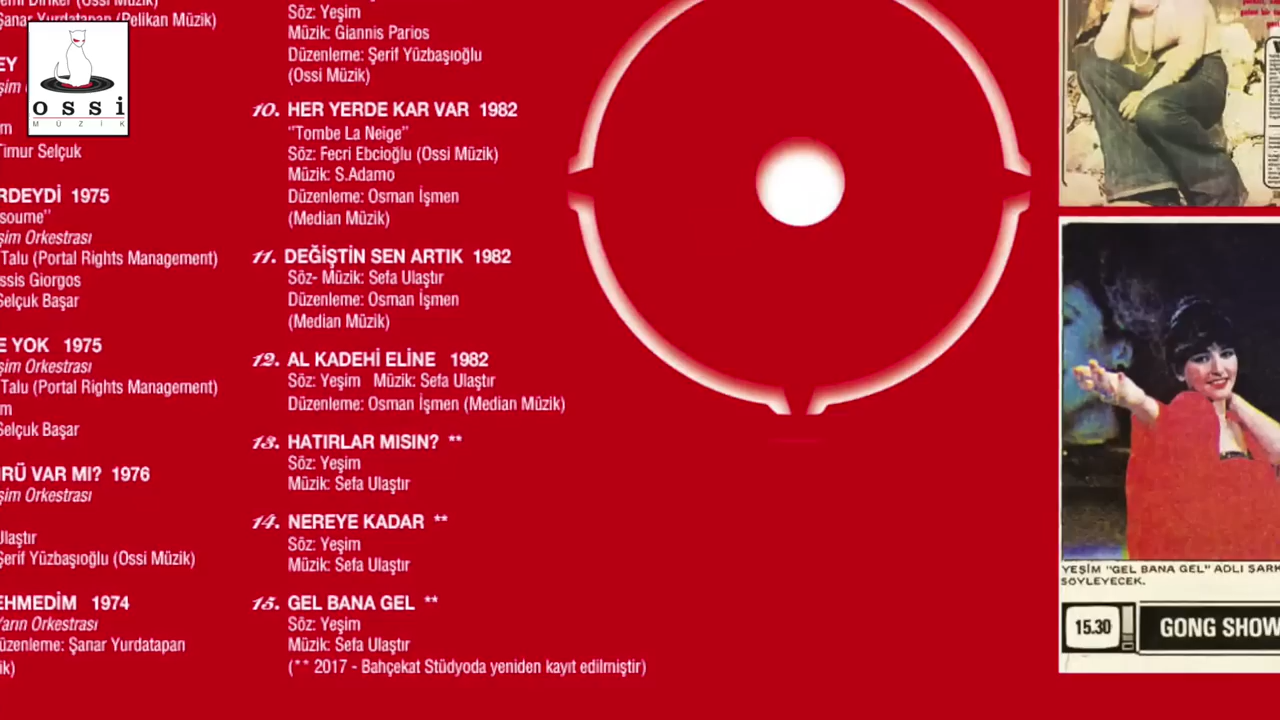 Şanar Yurdatapan (Pelikan Müzik)
EY
Timur Selçuk
RDEYDİ 1975
soume"
şim Orkestrası
Talu (Portal Rights Management)
ssis Giorgos
Selçuk Başar
E YOK 1975
şim Orkestrası
Talu (Portal Rights Management)
m
Selçuk Başar
RÜ VAR MI? 1976
şim Orkestrası
Ulaştır
Şerif Yüzbaşıoğlu (Ossi Müzik)
EHMEDİM 1974
Yarın Orkestrası
üzenleme: Şanar Yurdatapan
ik)
ossi
MÜZİK
Söz: Yeşim
Müzik: Giannis Parios
Düzenleme: Şerif Yüzbaşıoğlu
(Ossi Müzik)
10. HER YERDE KAR VAR 1982
"Tombe La Neige"
Söz: Fecri Ebcioğlu (Ossi Müzik)
Müzik: S.Adamo
Düzenleme: Osman İşmen
(Median Müzik)
11. DEĞİŞTİN SEN ARTIK 1982
Söz- Müzik: Sefa Ulaştır
Düzenleme: Osman İşmen
(Median Müzik)
12. AL KADEHİ ELİNE 1982
Söz: Yeşim Müzik: Sefa Ulaştır
Düzenleme: Osman İşmen (Median Müzik)
13. HATIRLAR MISIN? **
Söz: Yeşim
Müzik: Sefa Ulaştır
14. NEREYE KADAR **
Söz: Yeşim
Müzik: Sefa Ulaştır
15. GEL BANA GEL **
Söz: Yeşim
Müzik: Sefa Ulaştır
(** 2017 - Bahçekat Stüdyoda yeniden kayıt edilmiştir)
YEŞİM "GEL BANA GEL" ADLI ŞARK
SÖYLEYECEK.
15.30 GONG SHOW